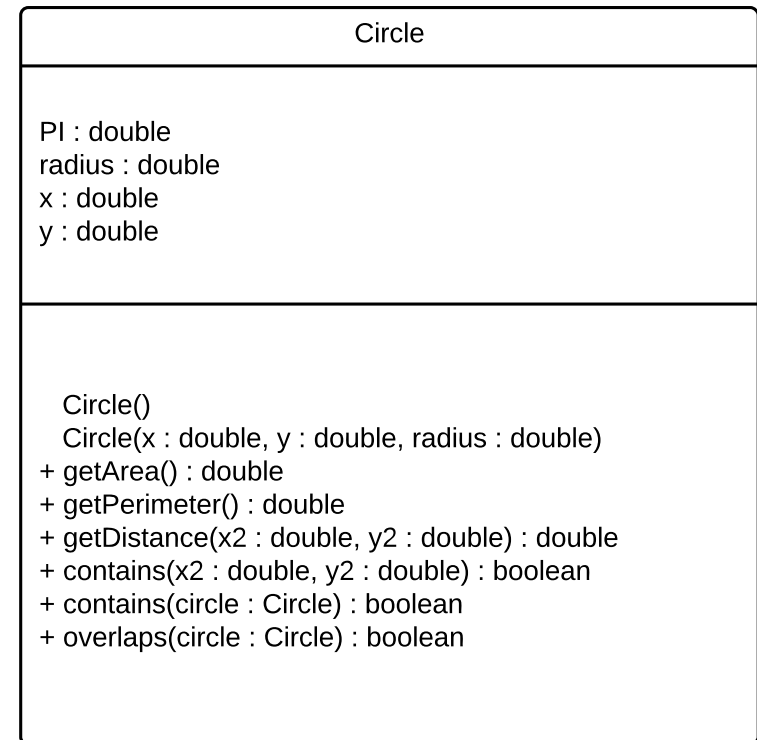 Circle
PI : double
radius : double
x : double
y : double
Circle()
Circle(x : double, y : double, radius : double)
+ getArea() : double
+ getPerimeter() : double
+ getDistance(x2 : double, y2 : double) : double
+ contains(x2 : double, y2 : double) : boolean
+ contains(circle : Circle) : boolean
+ overlaps(circle : Circle) : boolean